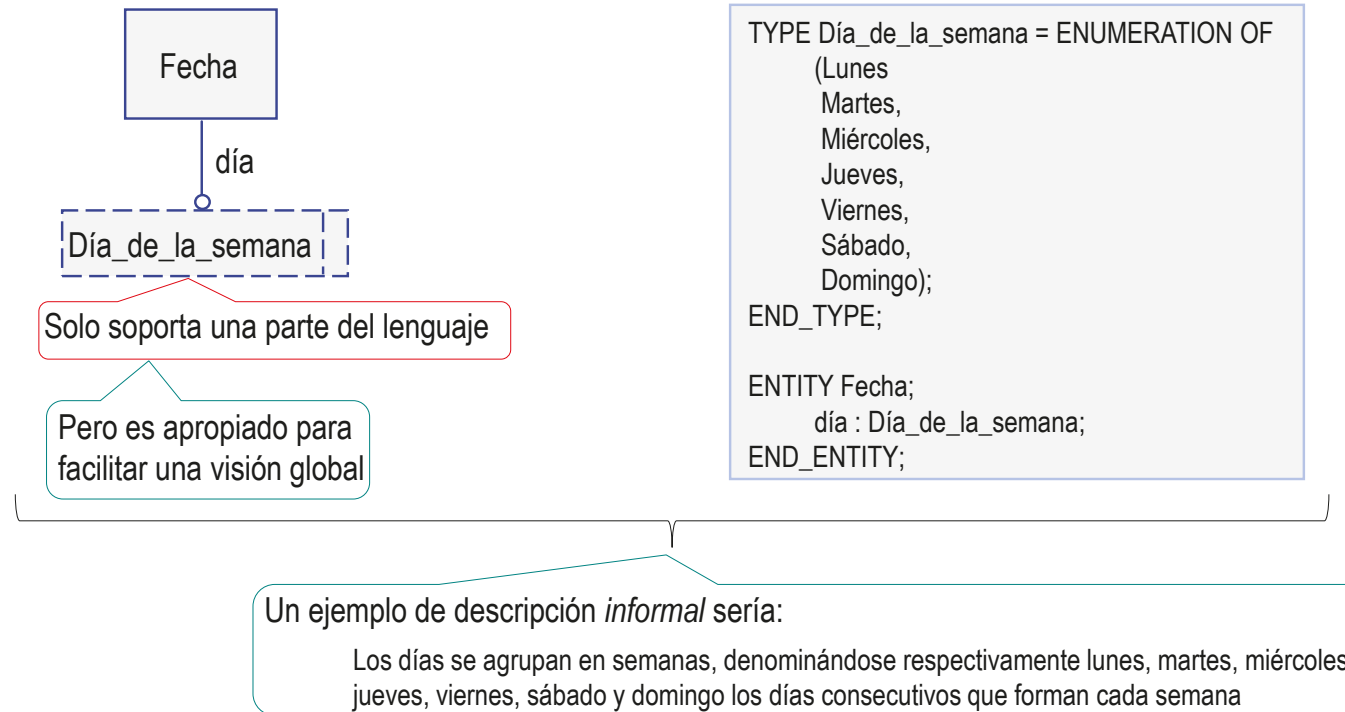 Fecha
día
Día_de_la_semana
Solo soporta una parte del lenguaje
Pero es apropiado para
facilitar una visión global
TYPE Día_de_la_semana = ENUMERATION OF
(Lunes
Martes,
Miércoles,
Jueves,
Viernes,
Sábado,
Domingo);
END_TYPE;
ENTITY Fecha;
día : Día_de_la_semana;
END_ENTITY;
Un ejemplo de descripción informal sería:
Los días se agrupan en semanas, denominándose respectivamente lunes, martes, miércoles
jueves, viernes, sábado y domingo los días consecutivos que forman cada semana